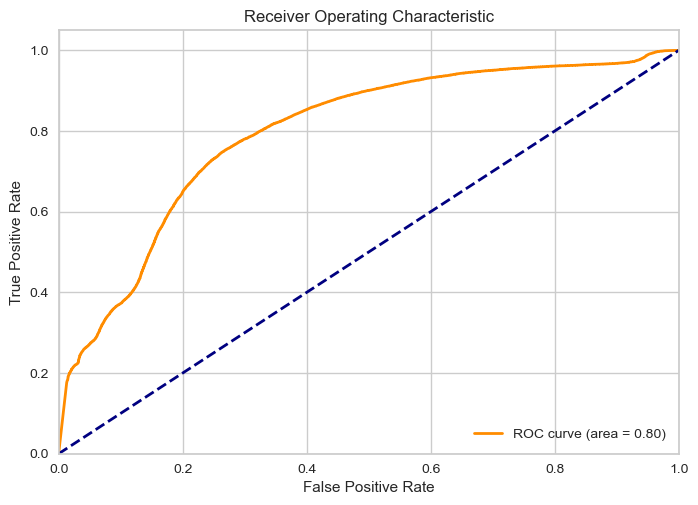 Receiver Operating Characteristic
1.0
0.8
0.6
0.4
0.2
0.0
True Positive Rate
ROC curve (area = 0.80)
0.0 0.2 0.4 0.6 0.8 1.0
False Positive Rate